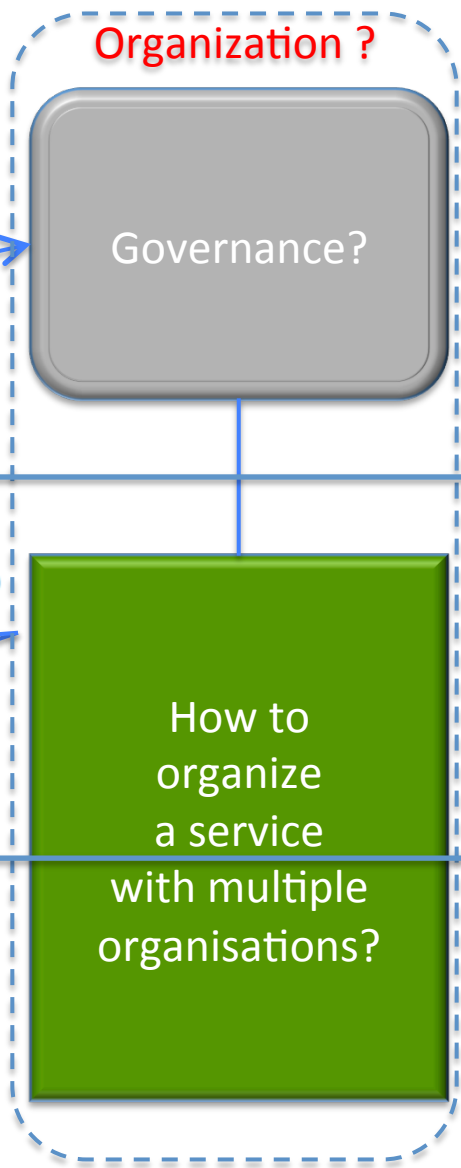 Organization ?
Governance?
How to
organize
a service
with multiple
organisations?